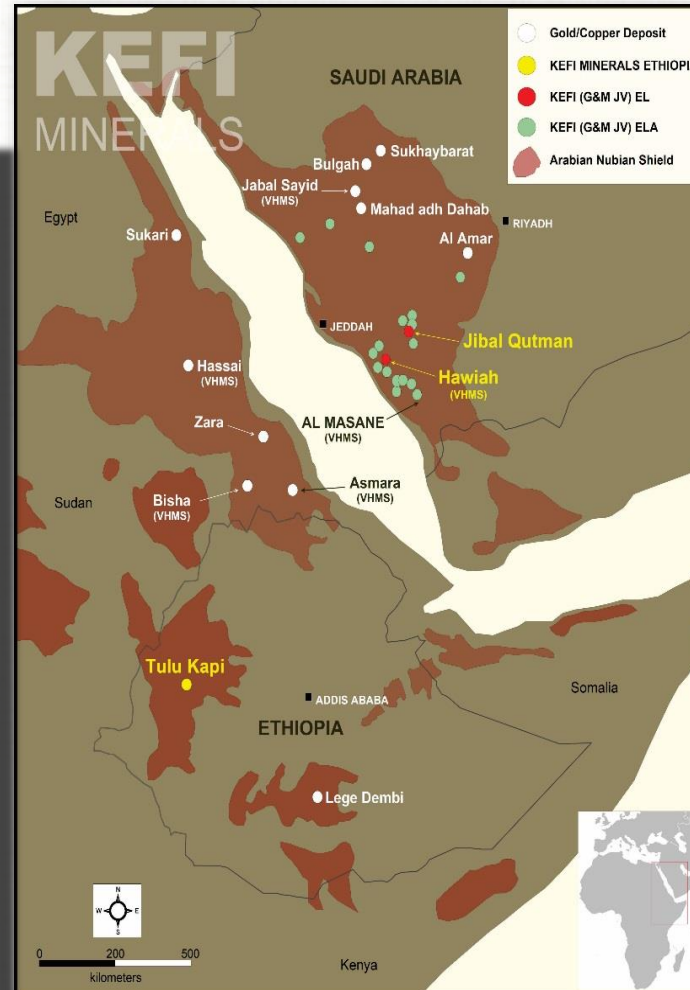 KEFI
MINERALS
Gold/Copper Deposit
KEFI MINERALS ETHIOPI
KEFI (G&M JV) EL
KEFI (G&M JV) ELA
Arabian Nubian Shield
SAUDI ARABIA
Sukhaybarat
Bulgah
Jabal Sayid
(VHMS)
Mahad adh Dahab
RIYADH
Egypt
Sukari
Al Amar
JEDDAH
Jibal Qutman
Hassai
(VHMS)
Hawiah
(VHMS)
AL MASANE
(VHMS)
Zara
Bisha
(VHMS)
Asmara
(VHMS)
Sudan
Tulu Kapi
ADDIS ABABA
Somalia
ETHIOPIA
Lege Dembi
N
W E
S
0 200 500
kilometers
Kenya